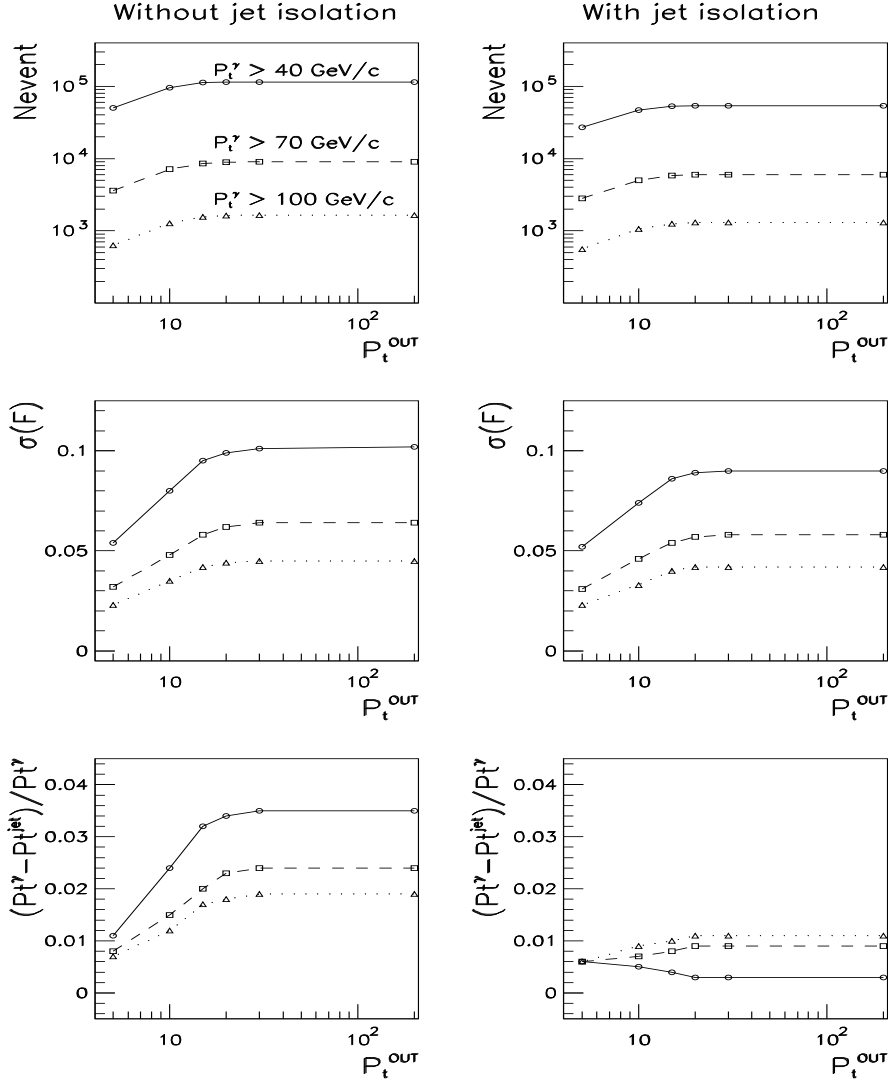 Without jet isolation
With jet isolation
Nevent
10^5
10^4
10^3
P_t^γ > 40 GeV/c
P_t^γ > 70 GeV/c
P_t^γ > 100 GeV/c
10
10^2
P_t^OUT
Nevent
10^5
10^4
10^3
10
10^2
P_t^OUT
σ(F)
0.1
0.05
0
10
10^2
P_t^OUT
σ(F)
0.1
0.05
0
10
10^2
P_t^OUT
(Pt^γ−Pt^jet)/Pt^γ
0.04
0.03
0.02
0.01
0
10
10^2
P_t^OUT
(Pt^γ−Pt^jet)/Pt^γ
0.04
0.03
0.02
0.01
0
10
10^2
P_t^OUT